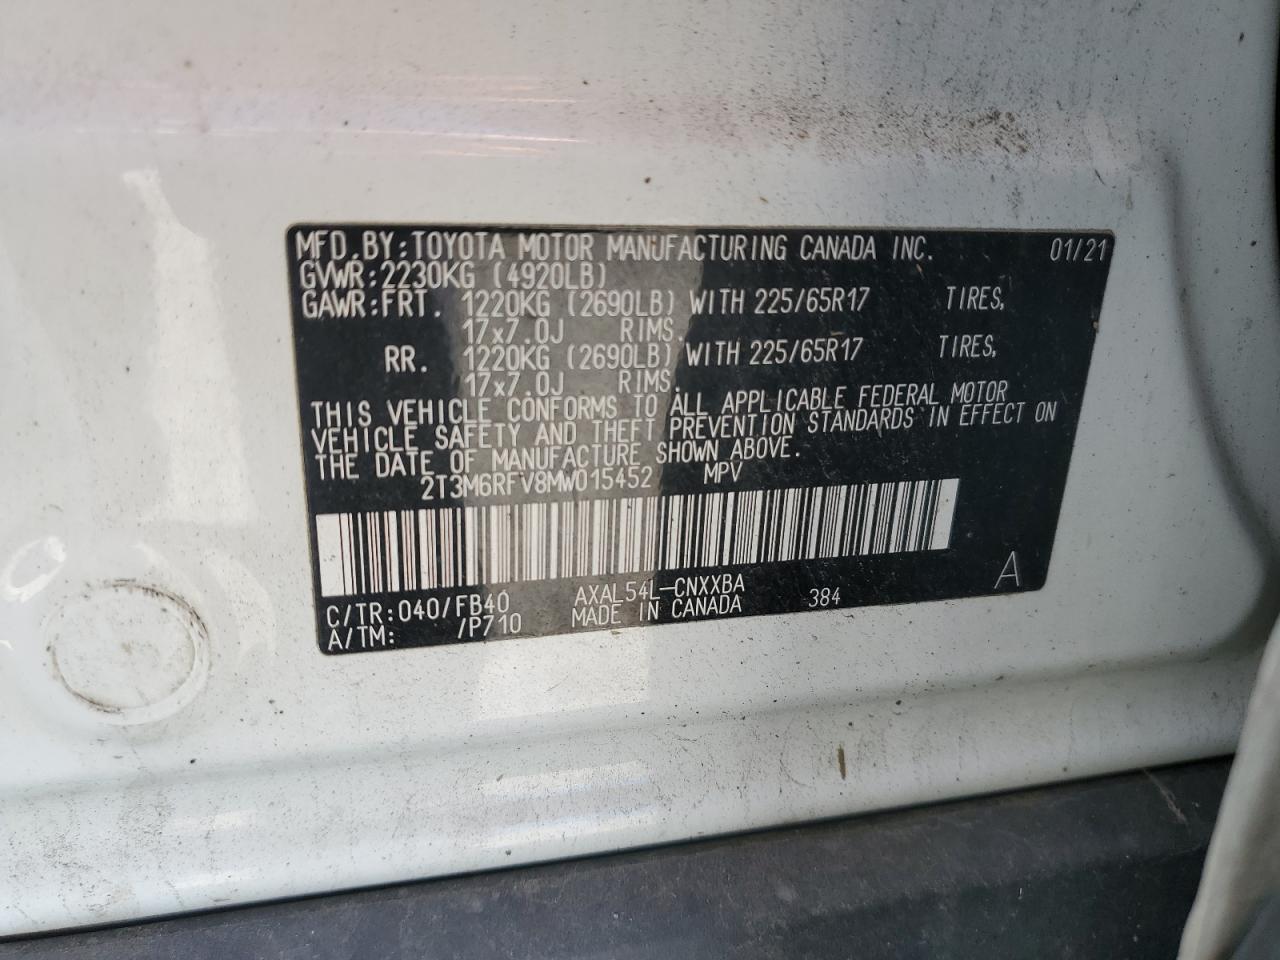 MFD.BY:TOYOTA MOTOR MANUFACTURING CANADA INC. 01/21
GVWR:2230KG (4920LB)
GAWR:FRT. 1220KG (2690LB) WITH 225/65R17 TIRES,
17x7.0J RIMS.
RR. 1220KG (2690LB) WITH 225/65R17 TIRES,
17x7.0J RIMS.
THIS VEHICLE CONFORMS TO ALL APPLICABLE FEDERAL MOTOR
VEHICLE SAFETY AND THEFT PREVENTION STANDARDS IN EFFECT ON
THE DATE OF MANUFACTURE SHOWN ABOVE.
2T3M6RFV8MW015452 MPV
C/TR:040/FB40 AXAL54L-CNXXBA 384 A
A/TM: /P710 MADE IN CANADA